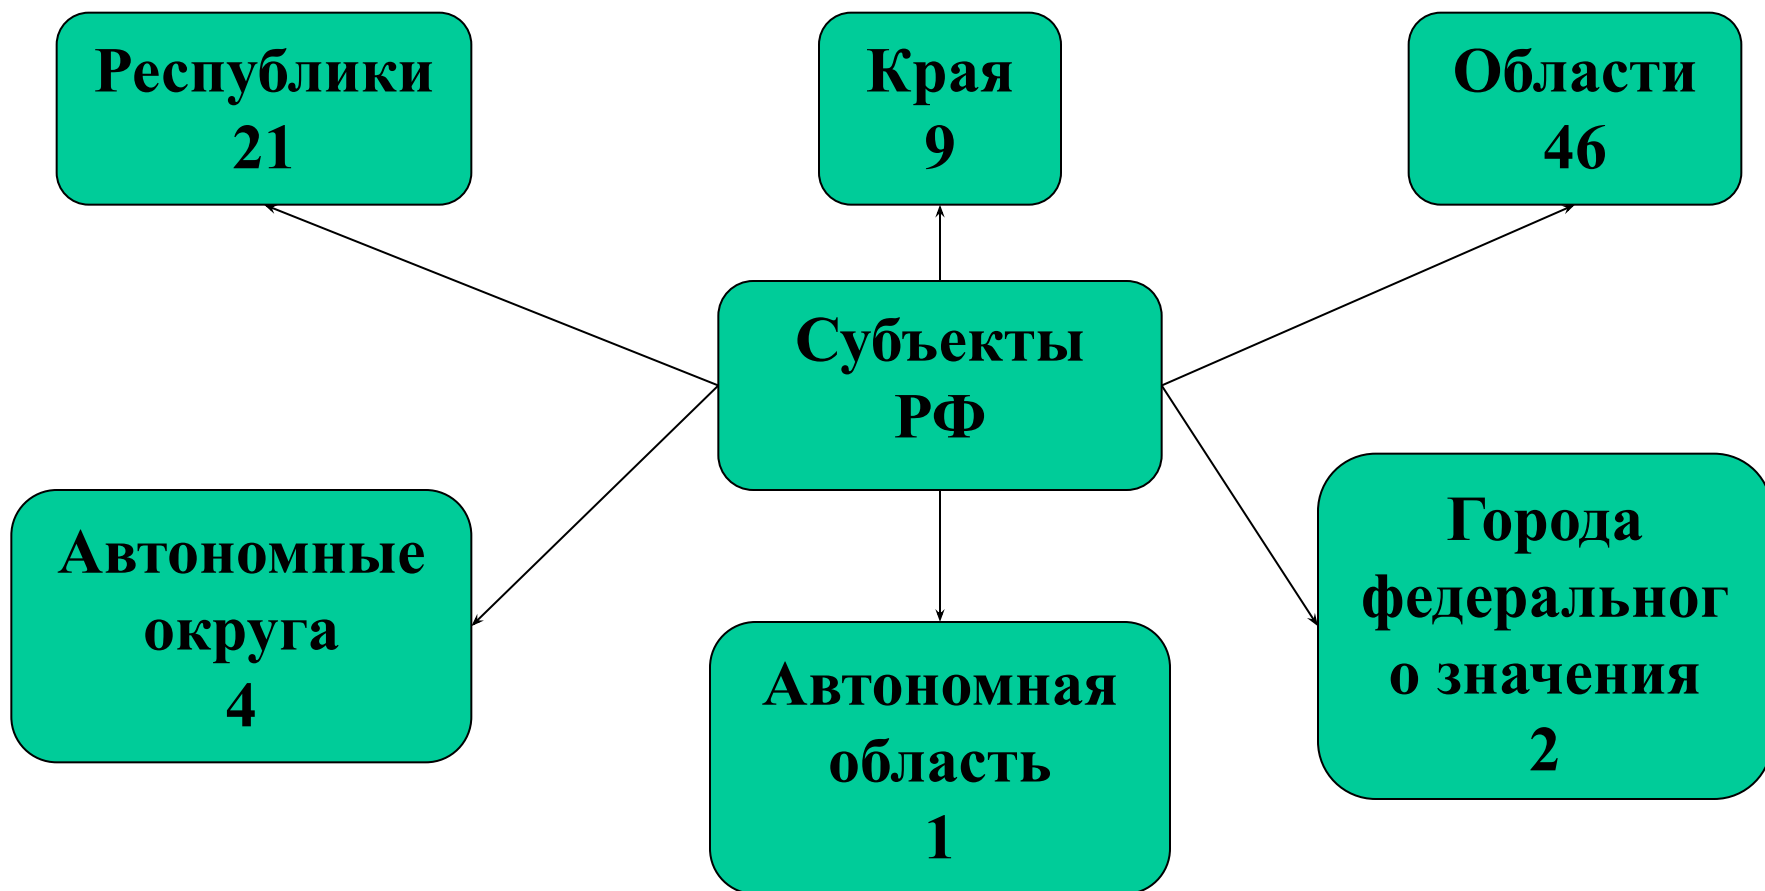 Республики
21
Края
9
Области
46
Субъекты
РФ
Автономные
округа
4
Автономная
область
1
Города
федеральног
о значения
2